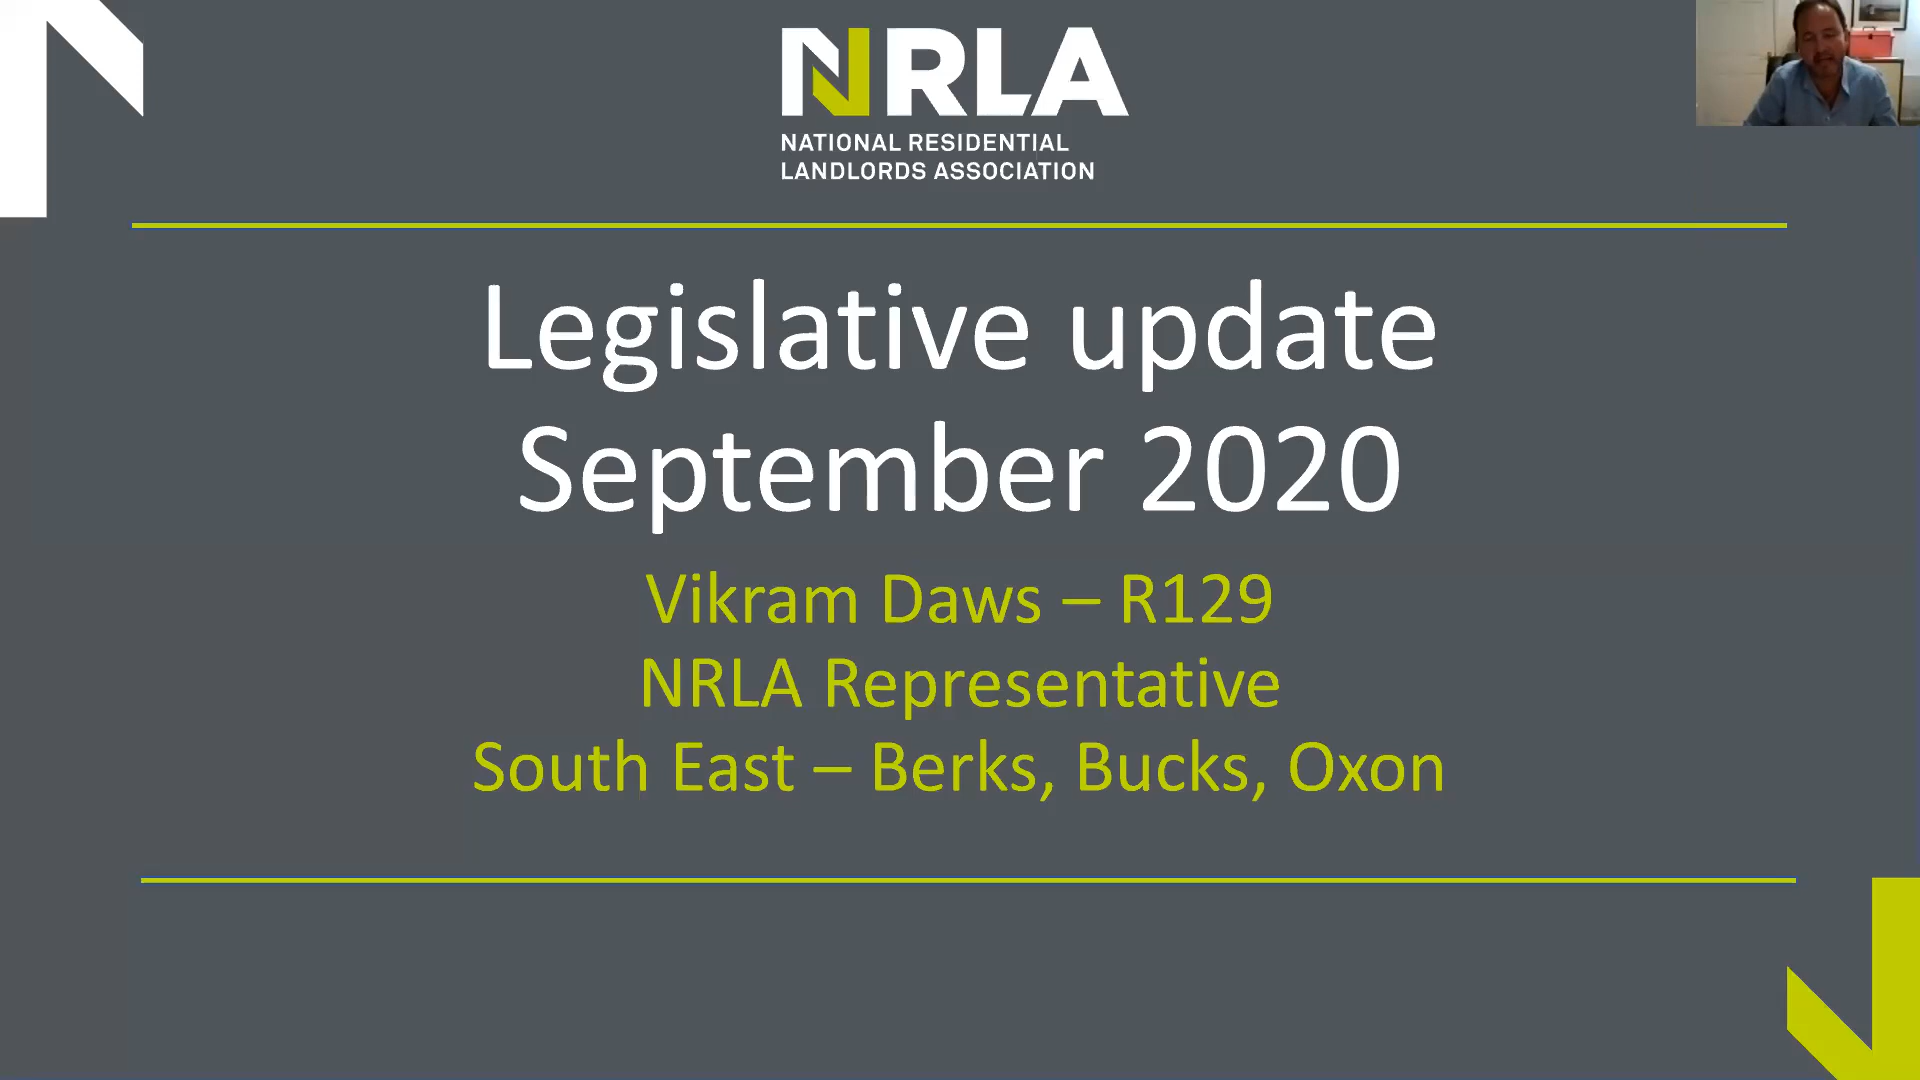 NRLA
NATIONAL RESIDENTIAL
LANDLORDS ASSOCIATION
Legislative update
September 2020
Vikram Daws – R129
NRLA Representative
South East – Berks, Bucks, Oxon